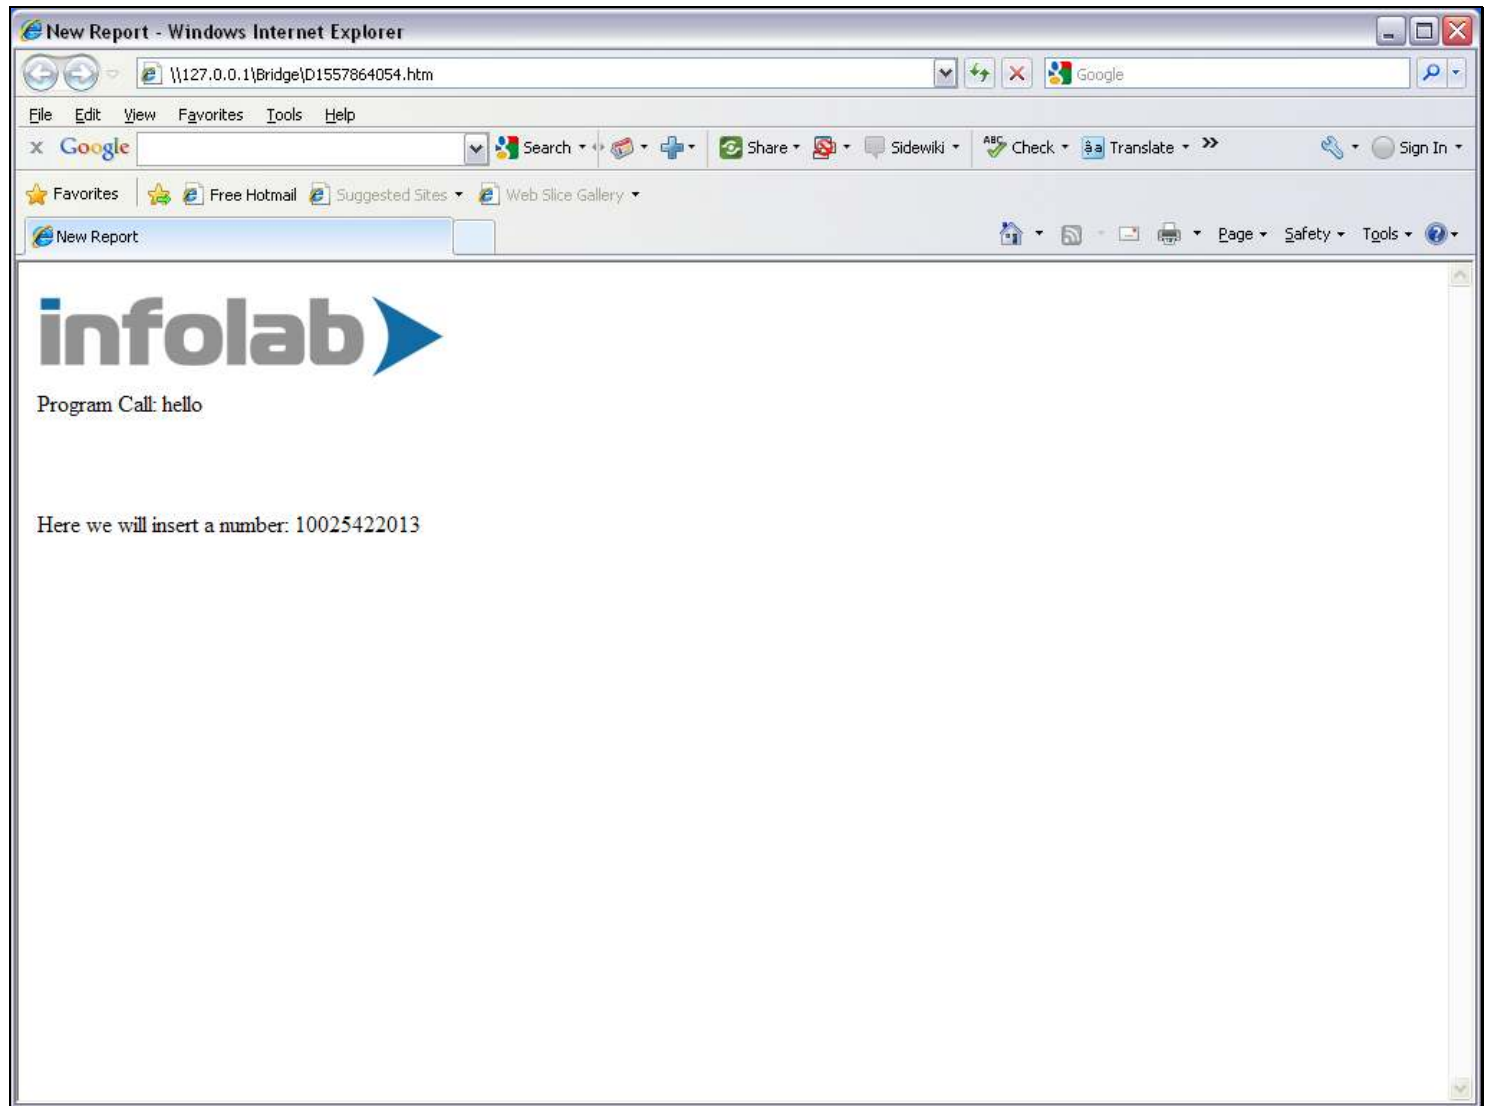 New Report - Windows Internet Explorer
\\127.0.0.1\Bridge\D1557864054.htm
Google
File Edit View Favorites Tools Help
x Google Search Share Sidewiki ABC Check âa Translate » Sign In
Favorites Free Hotmail Suggested Sites Web Slice Gallery
New Report Page Safety Tools
infolab
Program Call: hello
Here we will insert a number: 10025422013